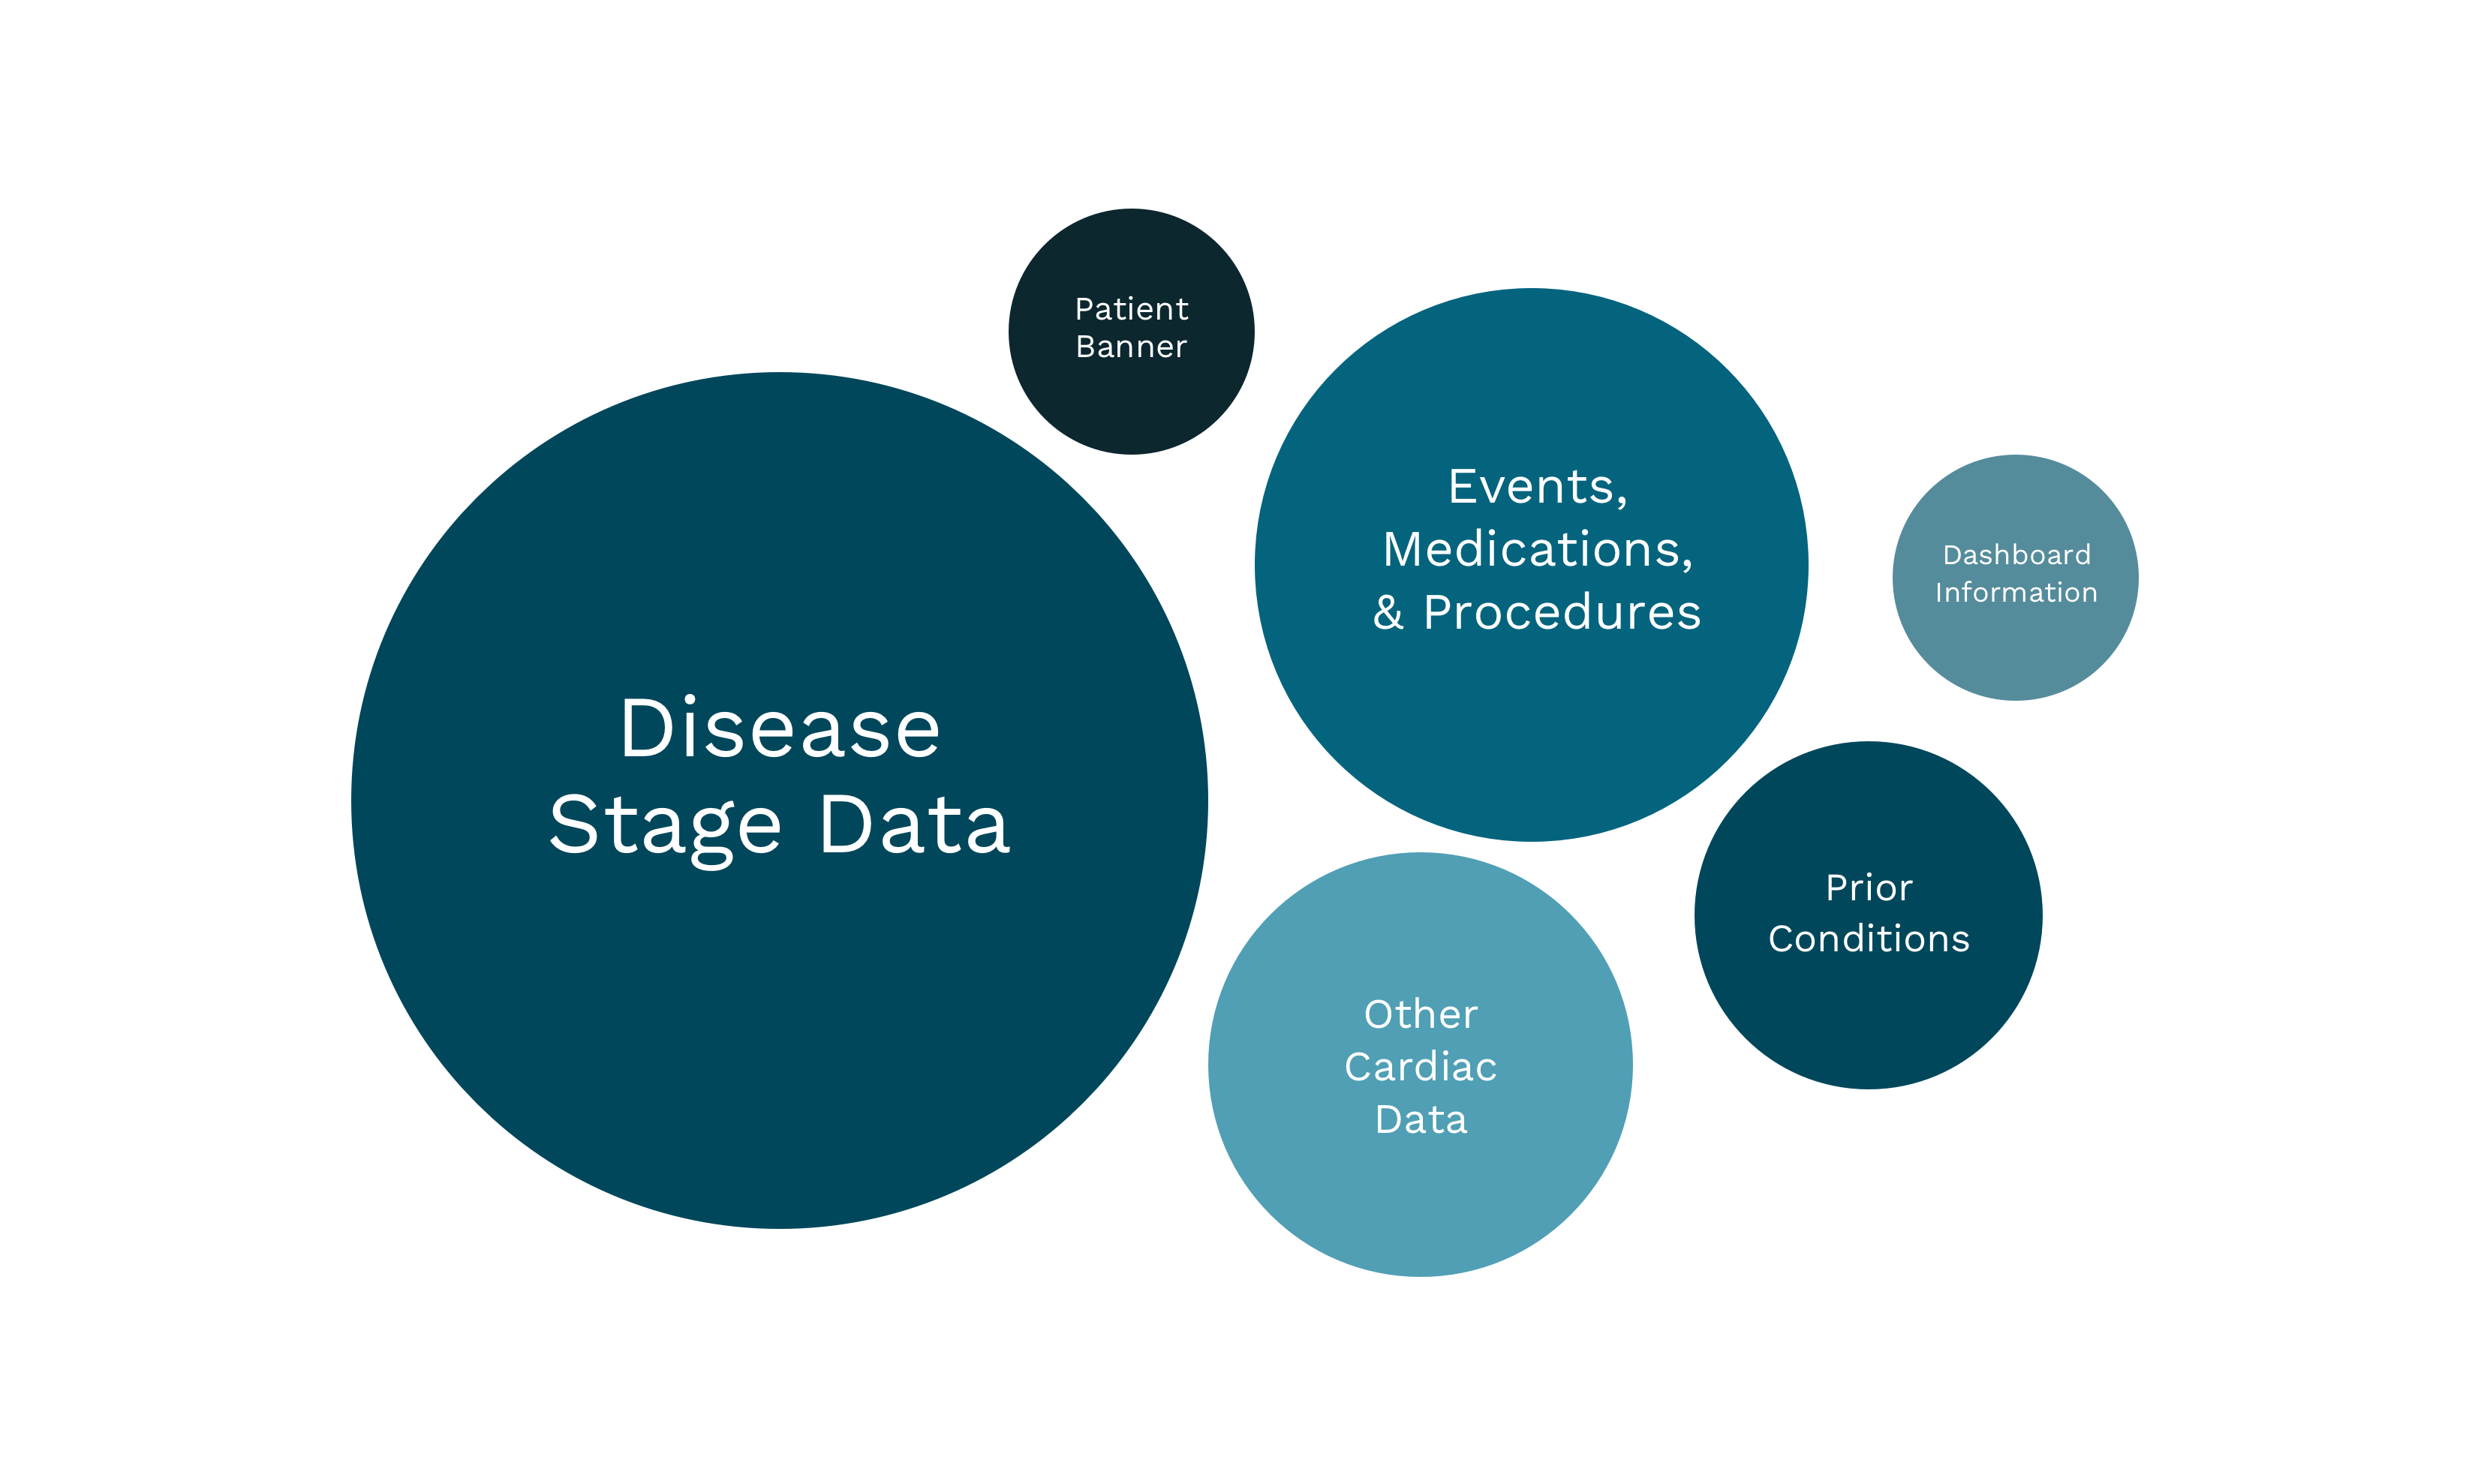 Patient
Banner
Events,
Medications,
& Procedures
Dashboard
Information
Disease
Stage Data
Prior
Conditions
Other
Cardiac
Data